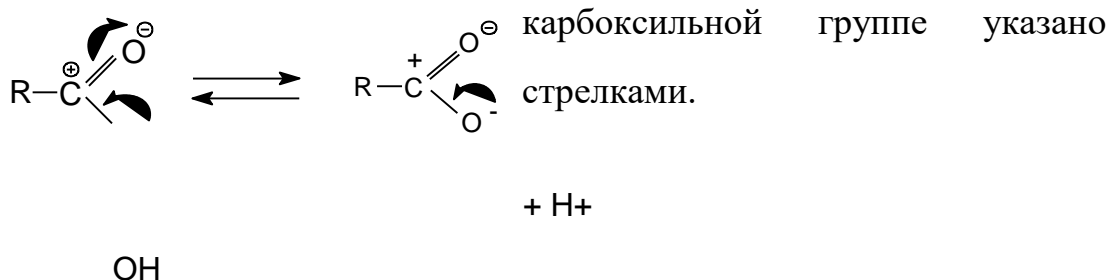 карбоксильной группе указано
стрелками.
R C ⊕ O ⊖
R C + O ⊖
O -
+ H+
OH